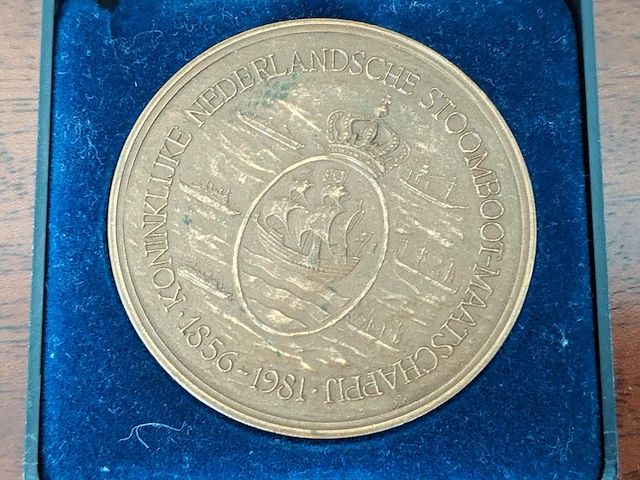 KONINKLIJKE NEDERLANDSCHE STOOMBOOT-MAATSCHAPPIJ
· 1856-1981 ·